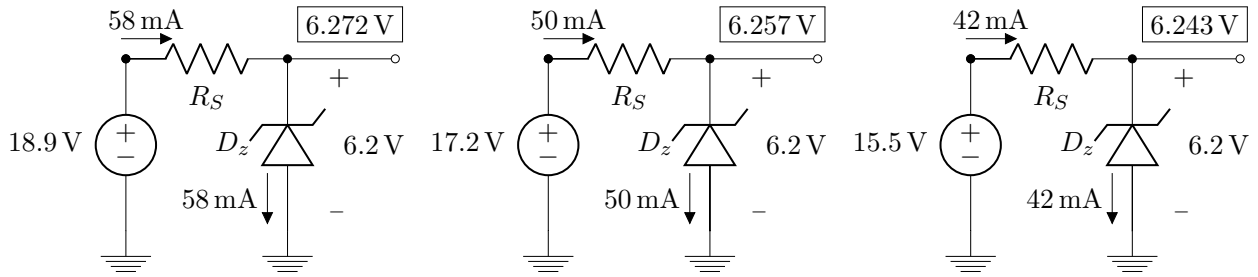 58 mA
6.272 V
+
R_S
18.9 V
+
−
D_z
6.2 V
58 mA
−
50 mA
6.257 V
+
R_S
17.2 V
+
−
D_z
6.2 V
50 mA
−
42 mA
6.243 V
+
R_S
15.5 V
+
−
D_z
6.2 V
42 mA
−